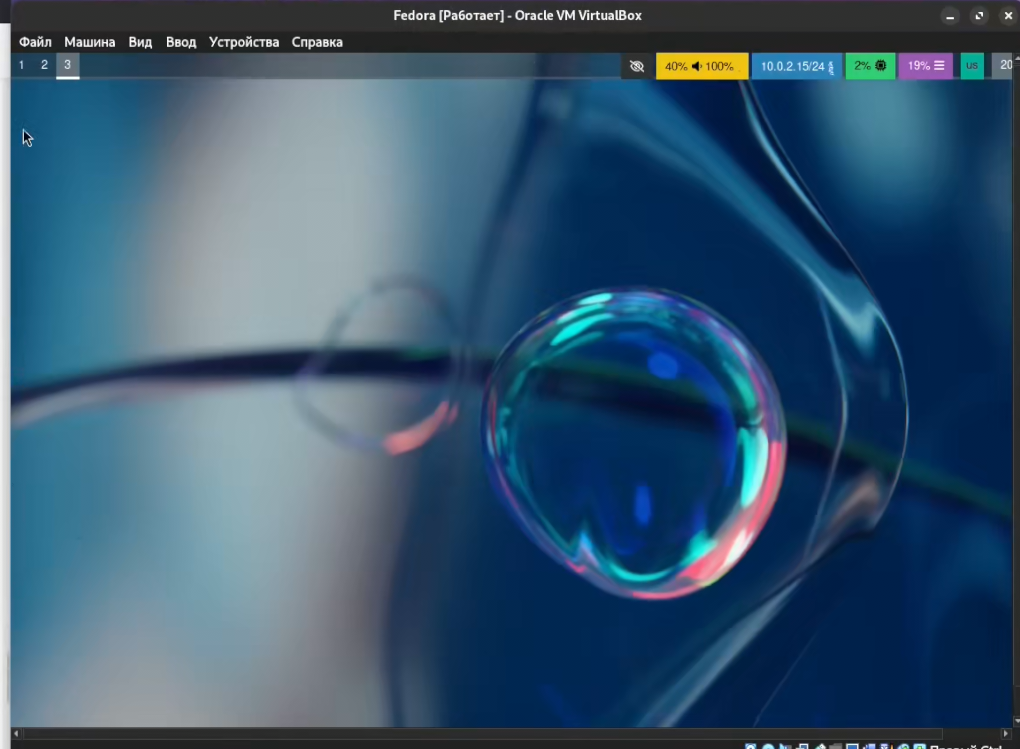 Fedora [Работает] - Oracle VM VirtualBox
Файл Машина Вид Ввод Устройства Справка
1 2 3 40% 100% 10.0.2.15/24 2% 19% us 20